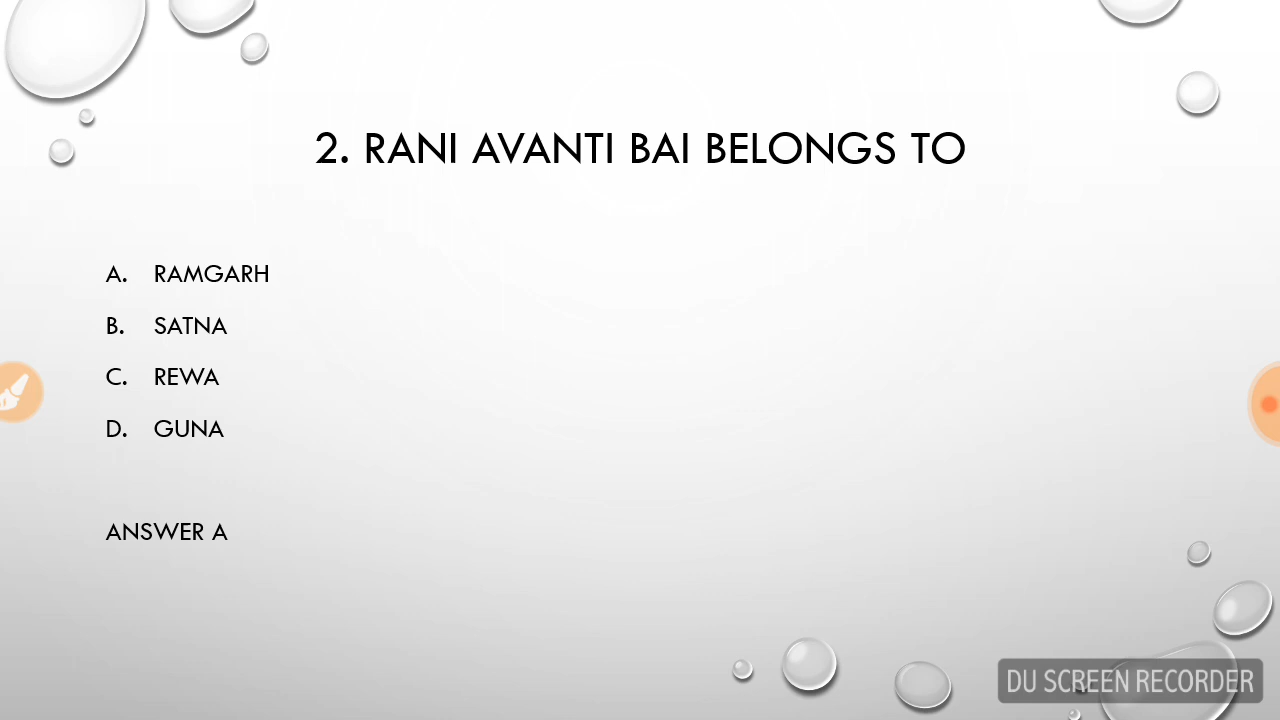 2. RANI AVANTI BAI BELONGS TO
A. RAMGARH
B. SATNA
C. REWA
D. GUNA
ANSWER A
DU SCREEN RECORDER